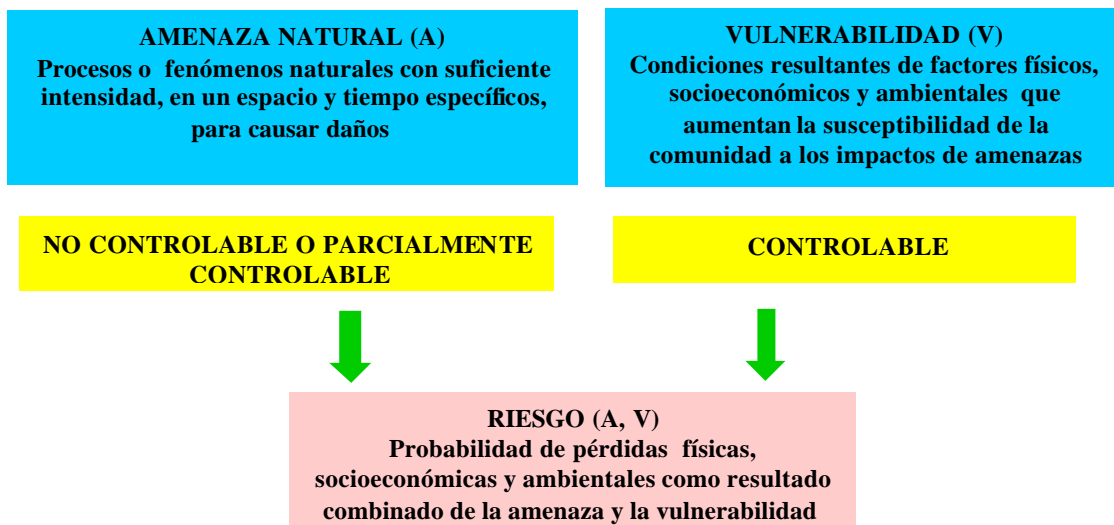 AMENAZA NATURAL (A)
Procesos o fenómenos naturales con suficiente
intensidad, en un espacio y tiempo específicos,
para causar daños
VULNERABILIDAD (V)
Condiciones resultantes de factores físicos,
socioeconómicos y ambientales que
aumentan la susceptibilidad de la
comunidad a los impactos de amenazas
NO CONTROLABLE O PARCIALMENTE
CONTROLABLE
CONTROLABLE
RIESGO (A, V)
Probabilidad de pérdidas físicas,
socioeconómicas y ambientales como resultado
combinado de la amenaza y la vulnerabilidad